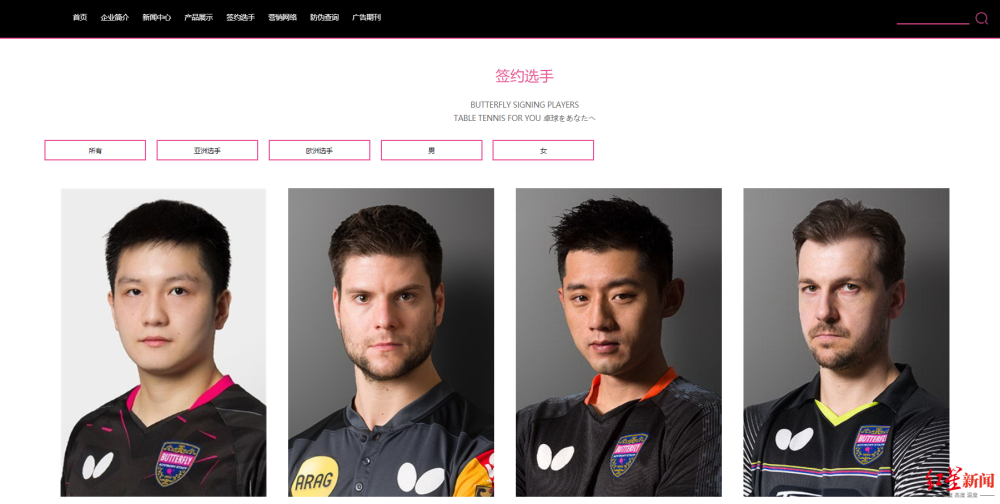 首页 企业简介 新闻中心 产品展示 签约选手 营销网络 防伪查询 广告期刊
签约选手
BUTTERFLY SIGNING PLAYERS
TABLE TENNIS FOR YOU 卓球をあなたへ
所有 亚洲选手 欧洲选手 男 女
BUTTERFLY
ARAG
BUTTERFLY
BUTTERFLY
红星新闻